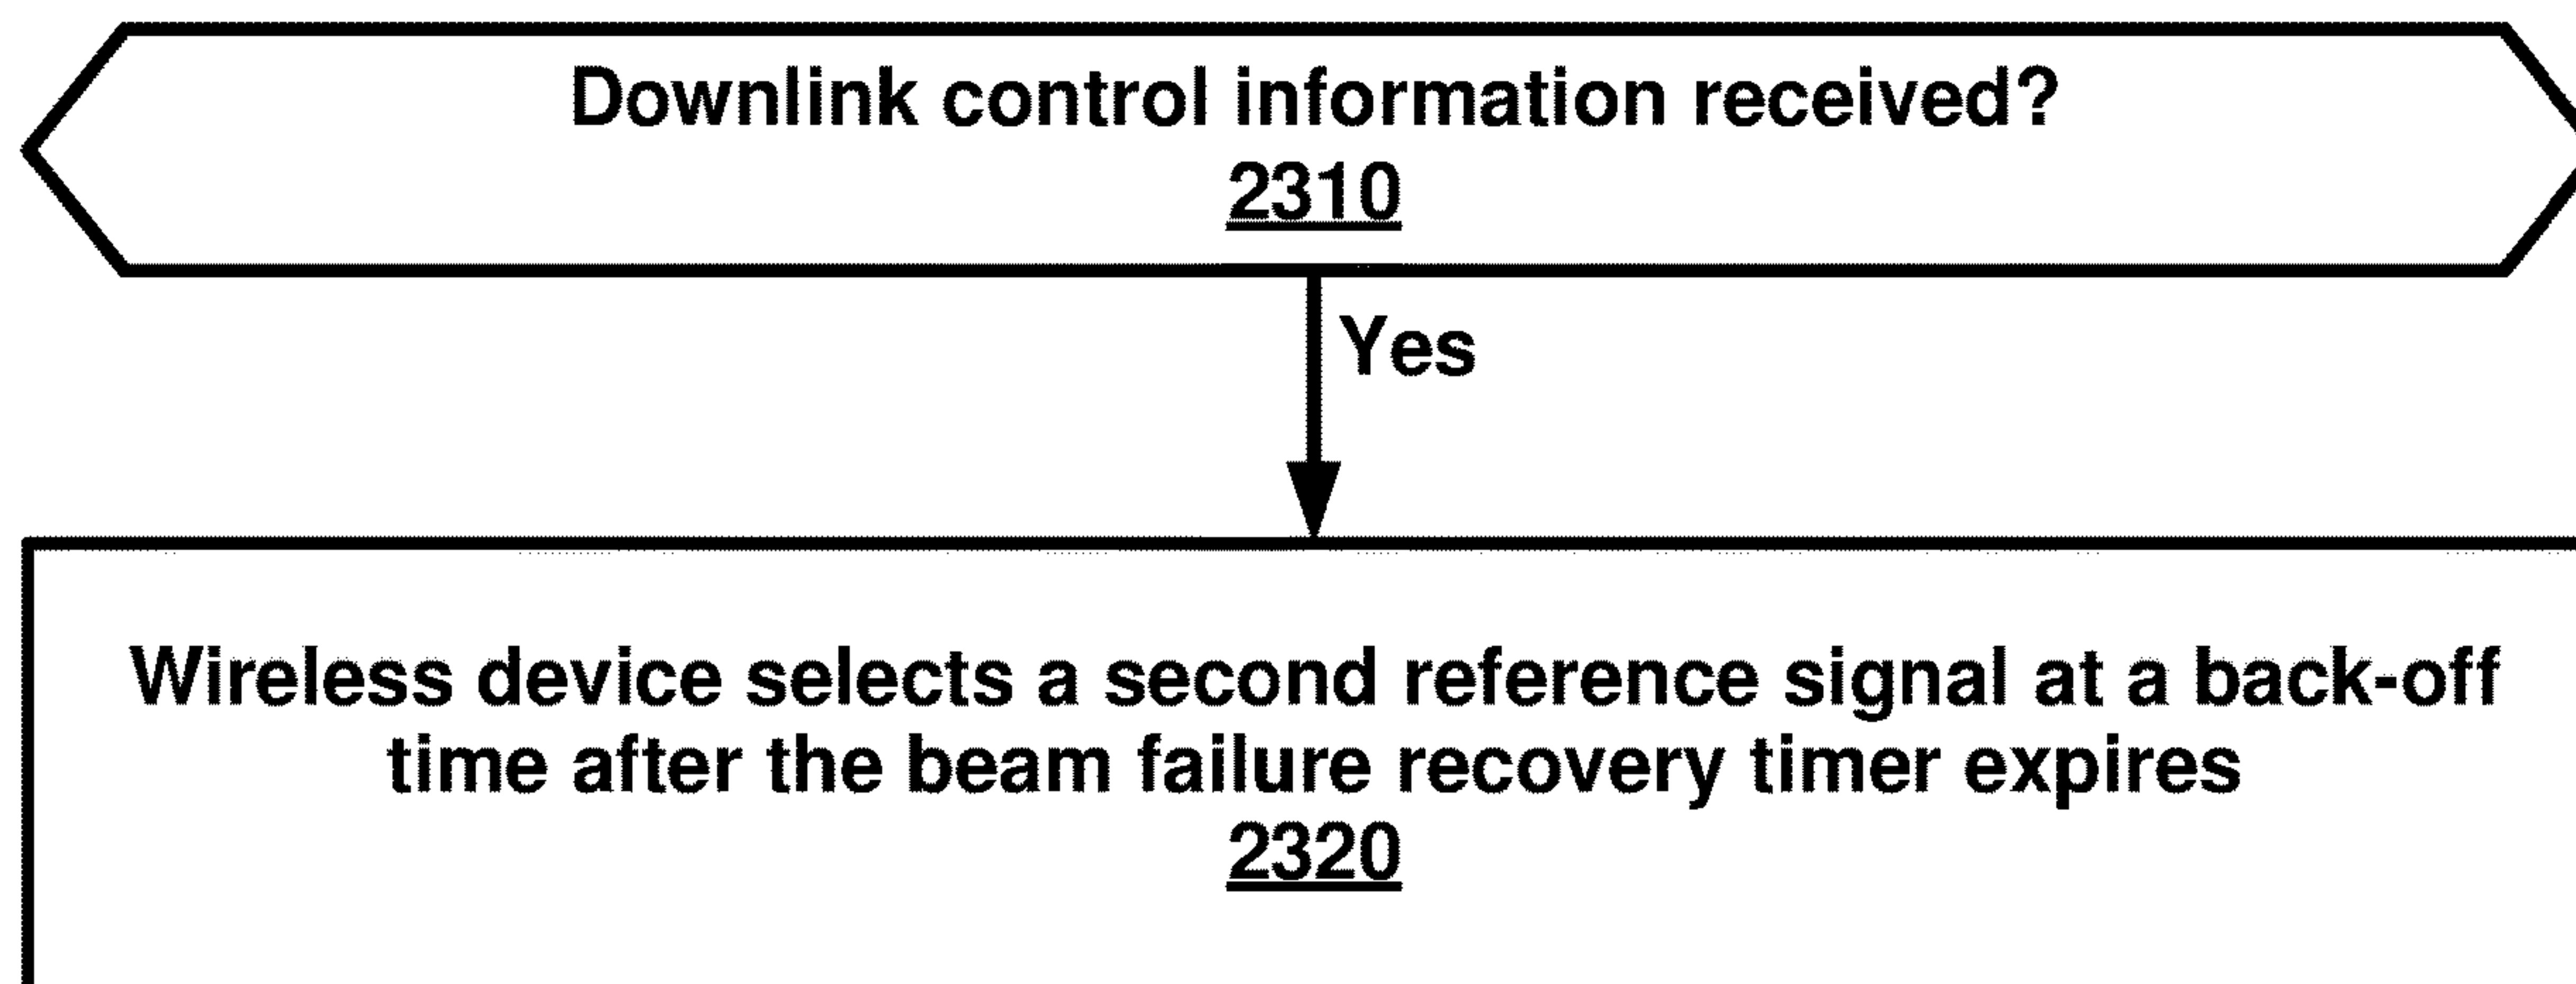 Downlink control information received?
2310
Yes
Wireless device selects a second reference signal at a back-off
time after the beam failure recovery timer expires
2320